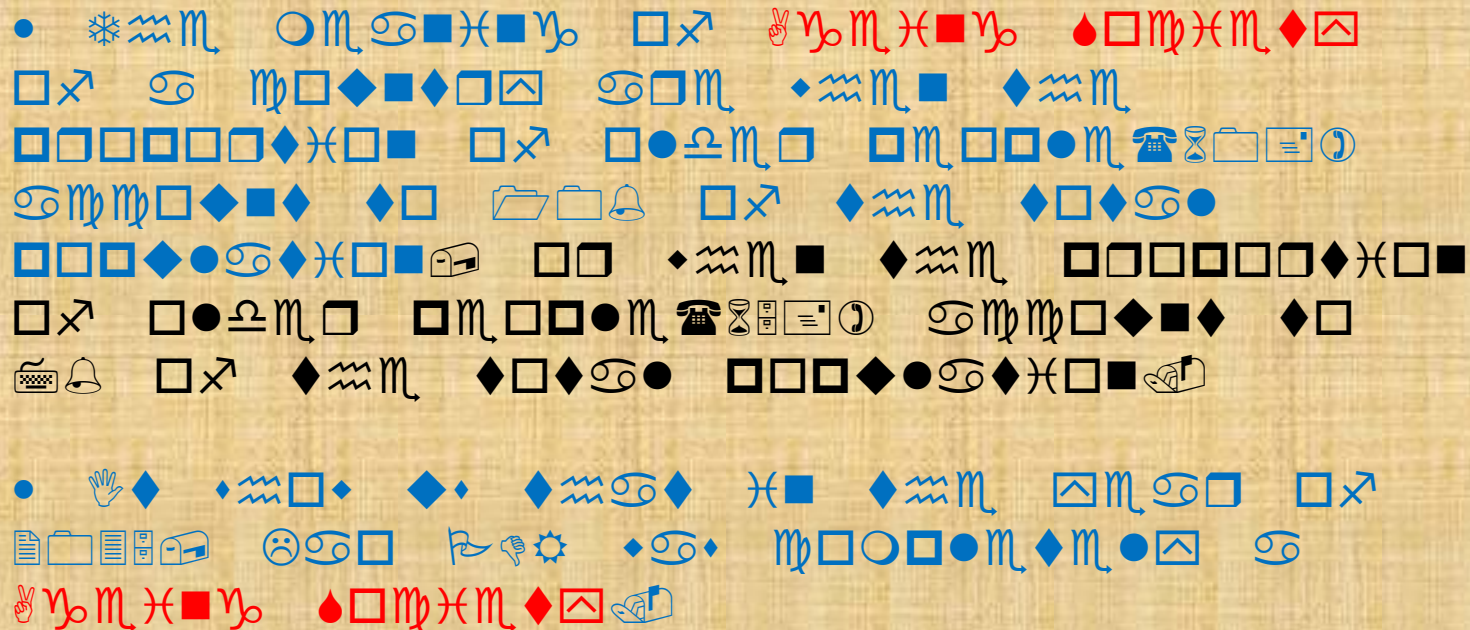 • The meaning of Ageing Society
of a country are when the
proportion of older people(60+)
account to 10% of the total
population, or when the proportion
of older people(65+) account to
7% of the total population.
• It show us that in the year of
2035, Lao PDR was completely a
Ageing Society.